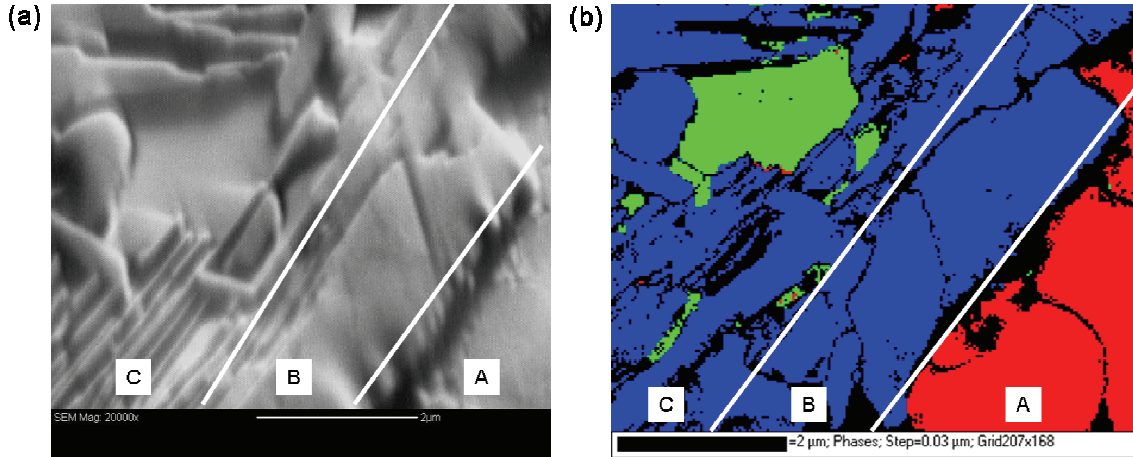 (a)
C
B
A
SEM Mag: 20000x
2µm
(b)
C
B
A
=2 µm; Phases; Step=0.03 µm; Grid207x168